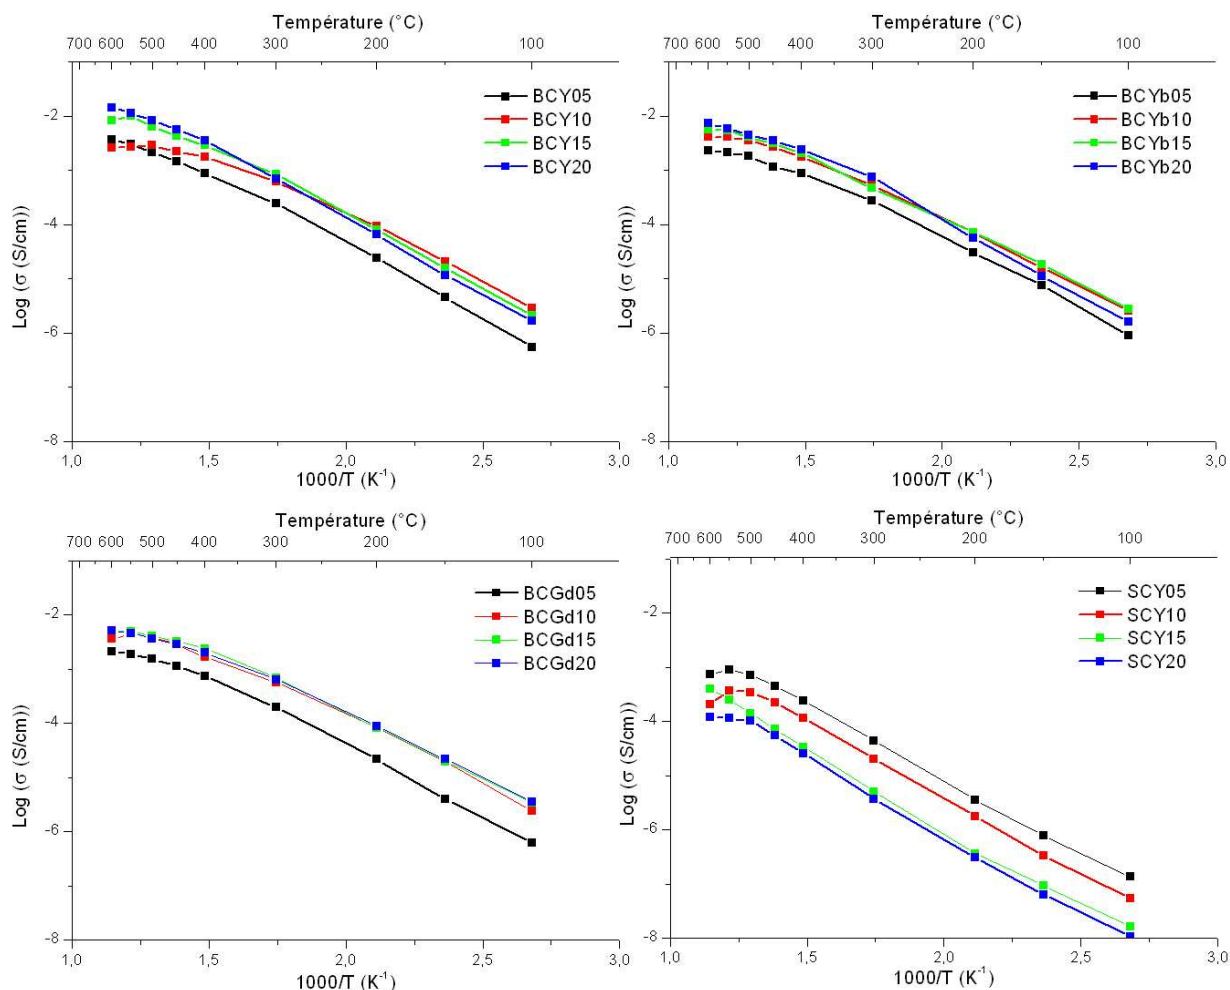 Température (°C)
700 600 500 400 300 200 100
BCY05
BCY10
BCY15
BCY20
Log (σ (S/cm))
-2
-4
-6
-8
1,0 1,5 2,0 2,5 3,0
1000/T (K-1)
Température (°C)
700 600 500 400 300 200 100
BCYb05
BCYb10
BCYb15
BCYb20
Log (σ (S/cm))
-2
-4
-6
-8
1,0 1,5 2,0 2,5 3,0
1000/T (K-1)
Température (°C)
700 600 500 400 300 200 100
BCGd05
BCGd10
BCGd15
BCGd20
Log (σ (S/cm))
-2
-4
-6
-8
1,0 1,5 2,0 2,5 3,0
1000/T (K-1)
Température (°C)
700 600 500 400 300 200 100
SCY05
SCY10
SCY15
SCY20
Log (σ (S/cm))
-2
-4
-6
-8
1,0 1,5 2,0 2,5 3,0
1000/T (K-1)